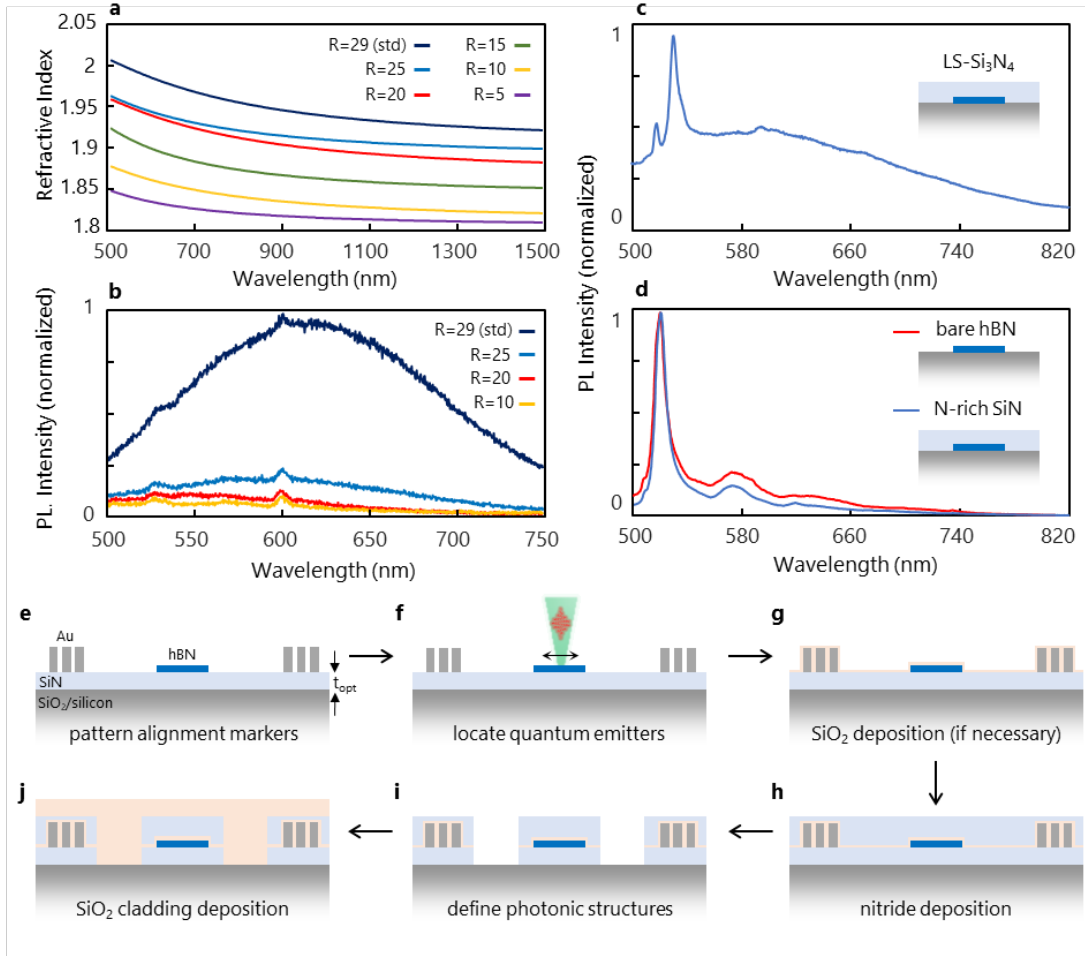 a
2.05
2
1.95
1.9
1.85
1.8
Refractive Index
R=29 (std)
R=25
R=20
R=15
R=10
R=5
500 700 900 1100 1300 1500
Wavelength (nm)
b
1
0
PL. Intensity (normalized)
R=29 (std)
R=25
R=20
R=10
500 550 600 650 700 750
Wavelength (nm)
c
1
0
LS-Si₃N₄
500 580 660 740 820
Wavelength (nm)
PL Intensity (normalized)
d
1
0
bare hBN
N-rich SiN
500 580 660 740 820
Wavelength (nm)
e
Au
hBN
SiN
tₒₚₜ
SiO₂/silicon
pattern alignment markers
f
locate quantum emitters
g
SiO₂ deposition (if necessary)
j
SiO₂ cladding deposition
i
define photonic structures
h
nitride deposition